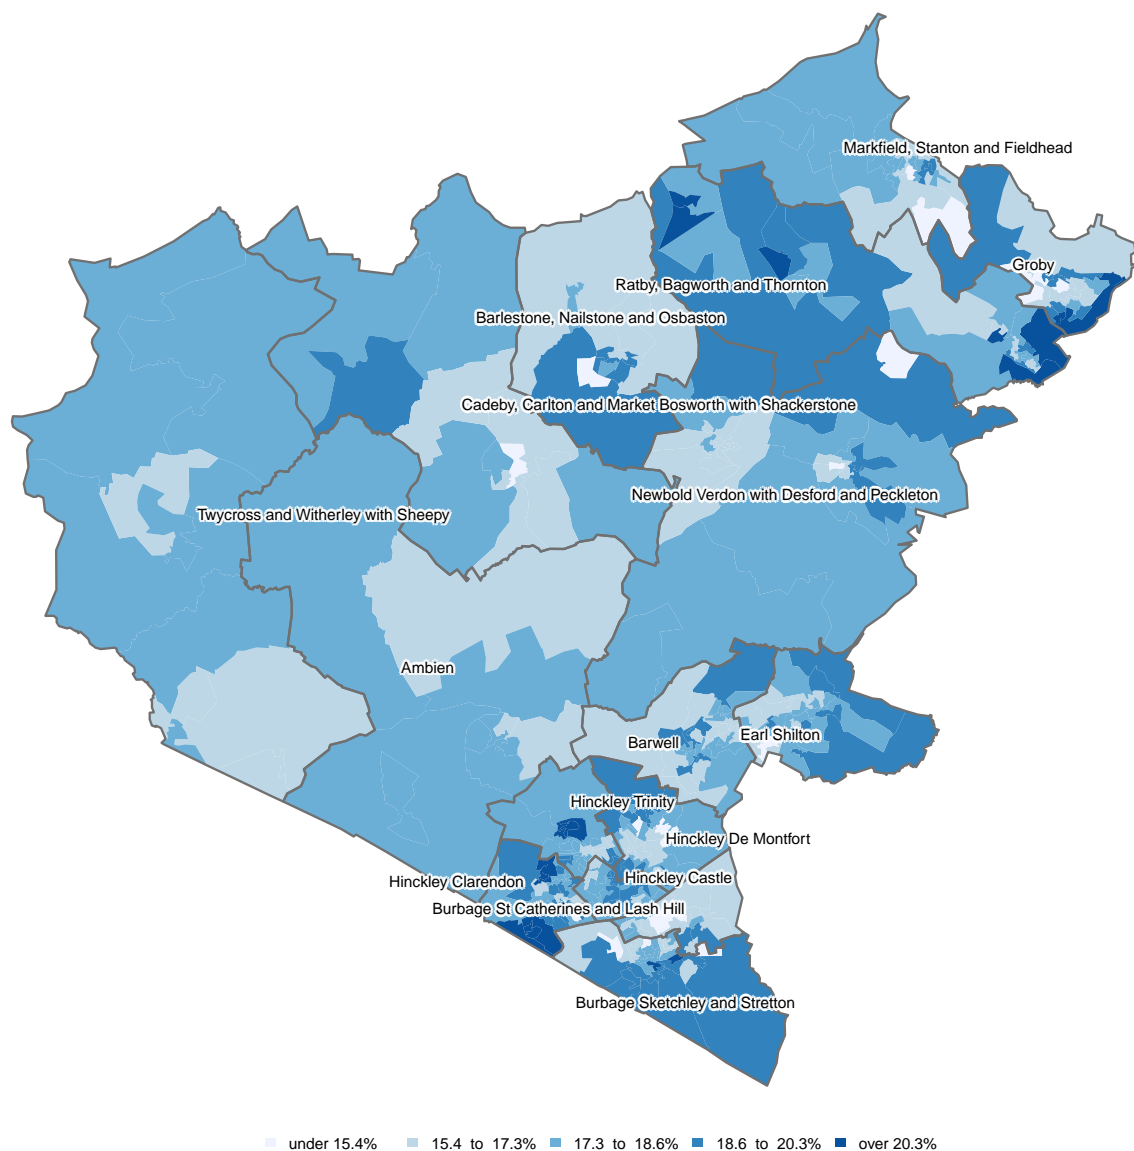 Markfield, Stanton and Fieldhead
Groby
Ratby, Bagworth and Thornton
Barlestone, Nailstone and Osbaston
Cadeby, Carlton and Market Bosworth with Shackerstone
Newbold Verdon with Desford and Peckleton
Twycross and Witherley with Sheepy
Ambien
Earl Shilton
Barwell
Hinckley Trinity
Hinckley De Montfort
Hinckley Castle
Hinckley Clarendon
Burbage St Catherines and Lash Hill
Burbage Sketchley and Stretton
under 15.4% 15.4 to 17.3% 17.3 to 18.6% 18.6 to 20.3% over 20.3%